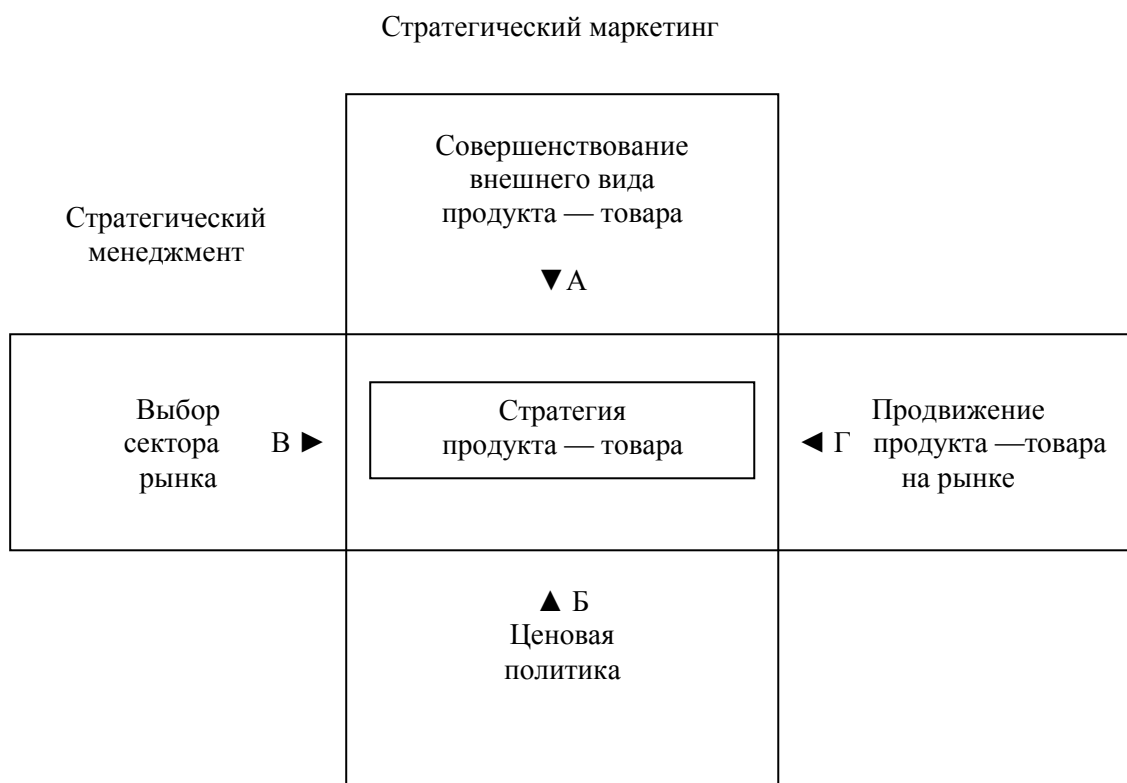 Стратегический маркетинг
Совершенствование
внешнего вида
продукта — товара
▼А
Стратегический
менеджмент
Выбор
сектора
рынка
В ►
Стратегия
продукта — товара
◄ Г
Продвижение
продукта —товара
на рынке
▲ Б
Ценовая
политика